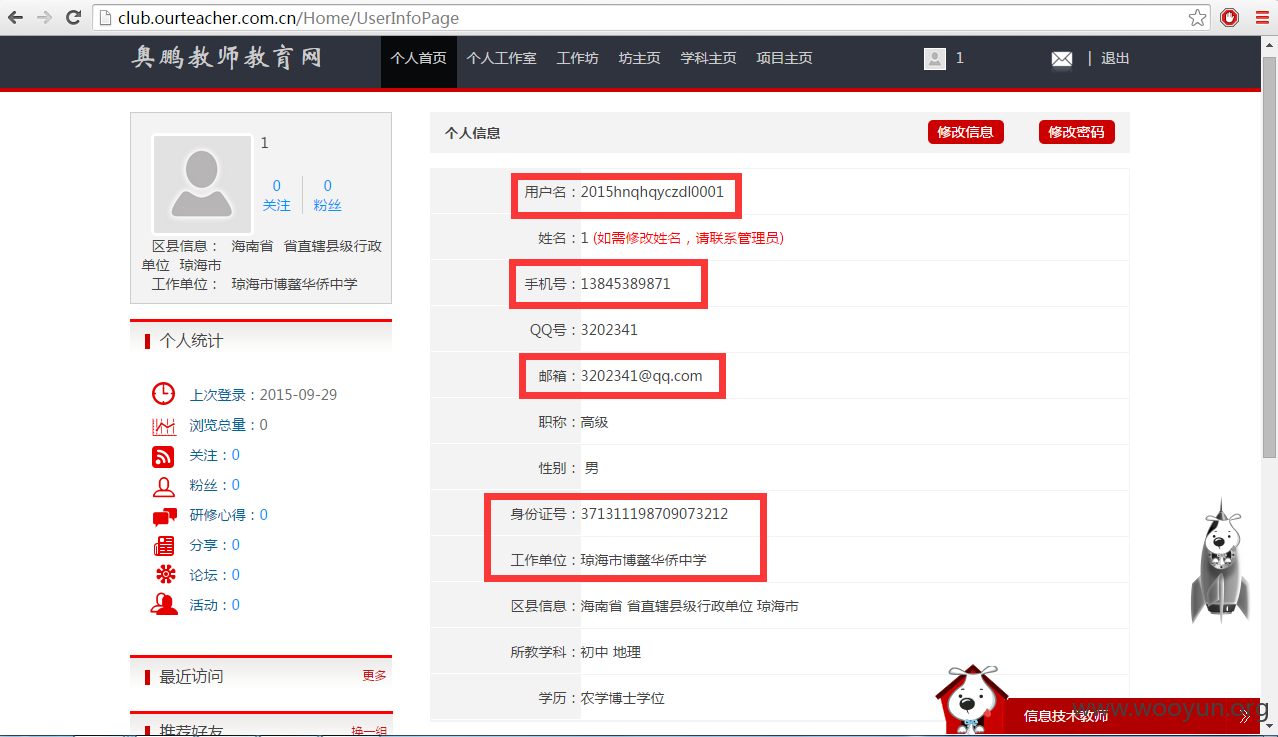 club.ourteacher.com.cn/Home/UserInfoPage
奥鹏教师教育网 个人首页 个人工作室 工作坊 坊主页 学科主页 项目主页 1 | 退出
1
0 0
关注 粉丝
区县信息： 海南省 省直辖县级行政
单位 琼海市
工作单位： 琼海市博鳌华侨中学
个人统计
上次登录：2015-09-29
浏览总量：0
关注：0
粉丝：0
研修心得：0
分享：0
论坛：0
活动：0
最近访问 更多
推荐好友 换一组
个人信息 修改信息 修改密码
用户名：2015hnqhqyczdl0001
姓名：1 (如需修改姓名，请联系管理员)
手机号：13845389871
QQ号：3202341
邮箱：3202341@qq.com
职称：高级
性别： 男
身份证号：371311198709073212
工作单位：琼海市博鳌华侨中学
区县信息：海南省 省直辖县级行政单位 琼海市
所教学科：初中 地理
学历：农学博士学位
信息技术教师
www.wooyun.org